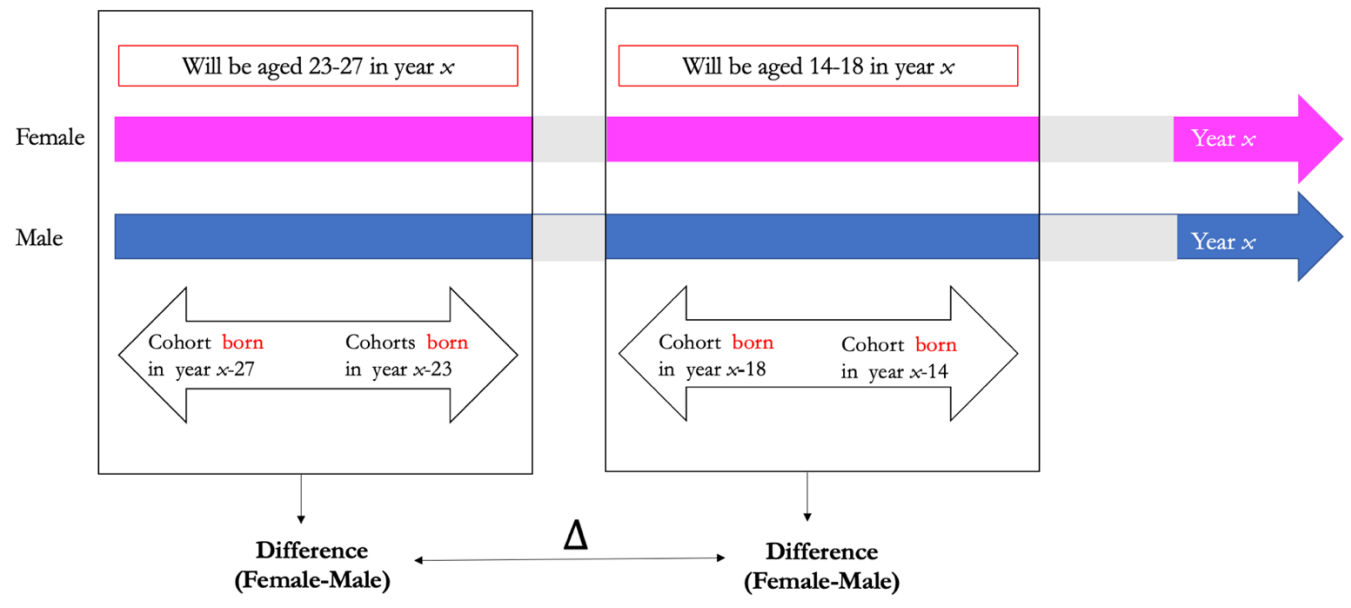 Will be aged 23-27 in year x
Will be aged 14-18 in year x
Female
Year x
Male
Year x
Cohort born
in year x-27
Cohorts born
in year x-23
Cohort born
in year x-18
Cohort born
in year x-14
Δ
Difference
(Female-Male)
Difference
(Female-Male)